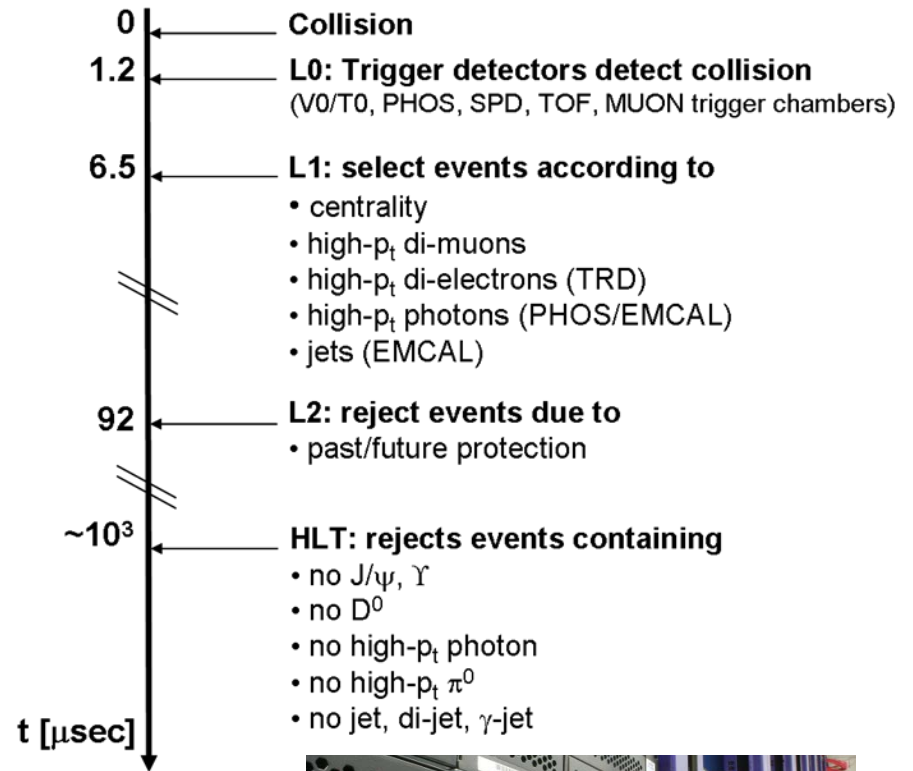 0 Collision
1.2 L0: Trigger detectors detect collision
(V0/T0, PHOS, SPD, TOF, MUON trigger chambers)
6.5 L1: select events according to
• centrality
• high-pₜ di-muons
• high-pₜ di-electrons (TRD)
• high-pₜ photons (PHOS/EMCAL)
• jets (EMCAL)
92 L2: reject events due to
• past/future protection
~10³ HLT: rejects events containing
• no J/ψ, ϒ
• no D⁰
• no high-pₜ photon
• no high-pₜ π⁰
• no jet, di-jet, γ-jet
t [μsec]